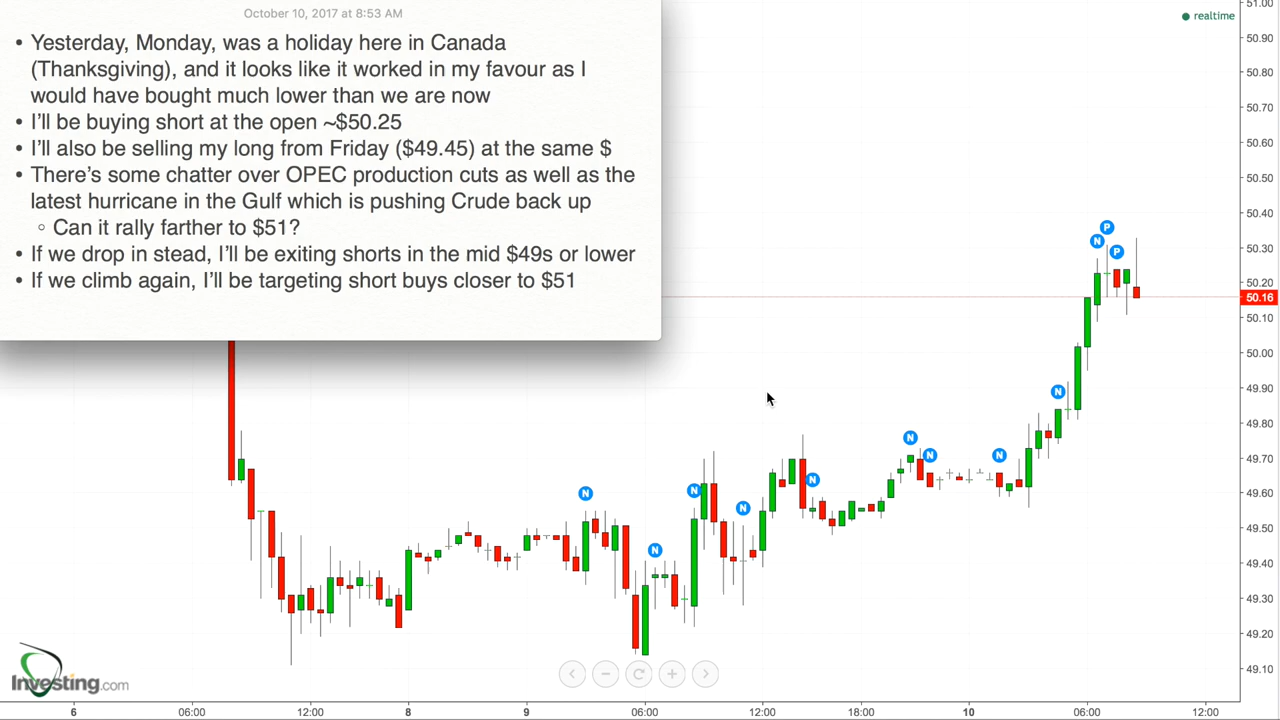 October 10, 2017 at 8:53 AM
• Yesterday, Monday, was a holiday here in Canada
(Thanksgiving), and it looks like it worked in my favour as I
would have bought much lower than we are now
• I'll be buying short at the open ~$50.25
• I'll also be selling my long from Friday ($49.45) at the same $
• There's some chatter over OPEC production cuts as well as the
latest hurricane in the Gulf which is pushing Crude back up
◦ Can it rally farther to $51?
• If we drop in stead, I'll be exiting shorts in the mid $49s or lower
• If we climb again, I'll be targeting short buys closer to $51
realtime
51.00
50.90
50.80
50.70
50.60
50.50
50.40
50.30
50.20
50.16
50.10
50.00
49.90
49.80
49.70
49.60
49.50
49.40
49.30
49.20
49.10
P
N
P
N
N
N
N
N
N
N
N
N
N
Investing.com
6 06:00 12:00 8 9 06:00 12:00 18:00 10 06:00 12:00